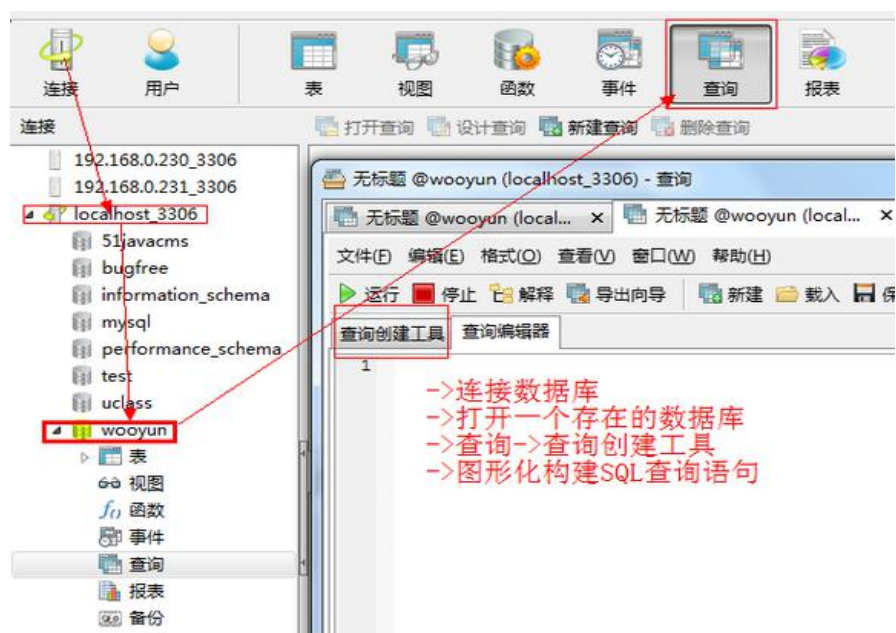 连接 用户 表 视图 函数 事件 查询 报表
连接
打开查询 设计查询 新建查询 删除查询
192.168.0.230_3306
192.168.0.231_3306
localhost_3306
51javacms
bugfree
information_schema
mysql
performance_schema
test
uclass
wooyun
表
视图
函数
事件
查询
报表
备份
无标题 @wooyun (localhost_3306) - 查询
无标题 @wooyun (local... 无标题 @wooyun (local...
文件(F) 编辑(E) 格式(O) 查看(V) 窗口(W) 帮助(H)
运行 停止 解释 导出向导 新建 载入
查询创建工具 查询编辑器
1
->连接数据库
->打开一个存在的数据库
->查询->查询创建工具
->图形化构建SQL查询语句